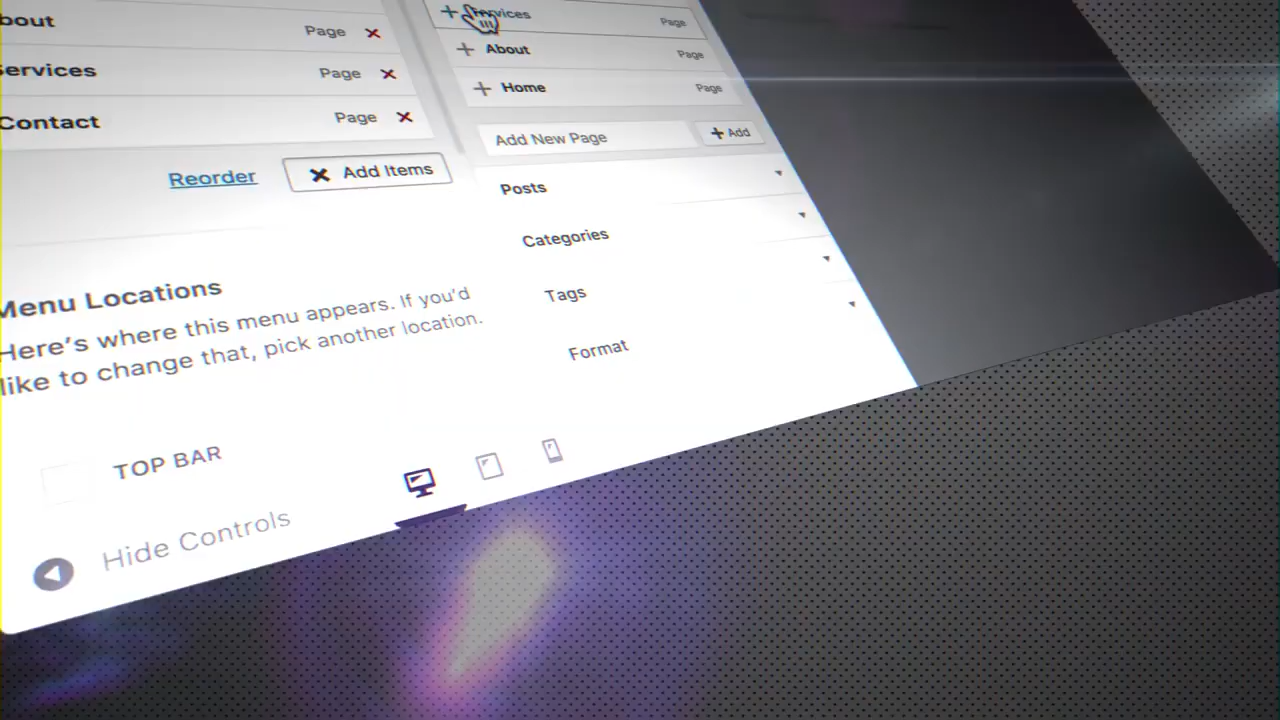 bout Page
ervices Page
Contact Page
Reorder Add Items
Menu Locations
Here's where this menu appears. If you'd
like to change that, pick another location.
TOP BAR
Hide Controls
Services Page
About Page
Home Page
Add New Page Add
Posts
Categories
Tags
Format